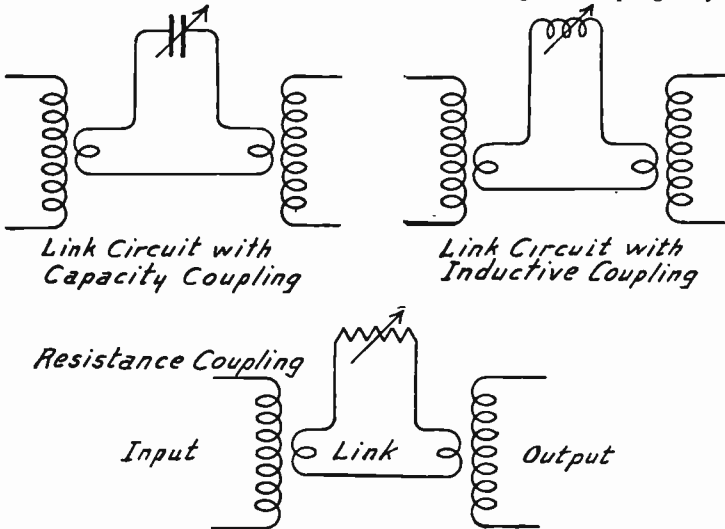 Link Circuit with
Capacity Coupling
Link Circuit with
Inductive Coupling
Resistance Coupling
Input
Link
Output